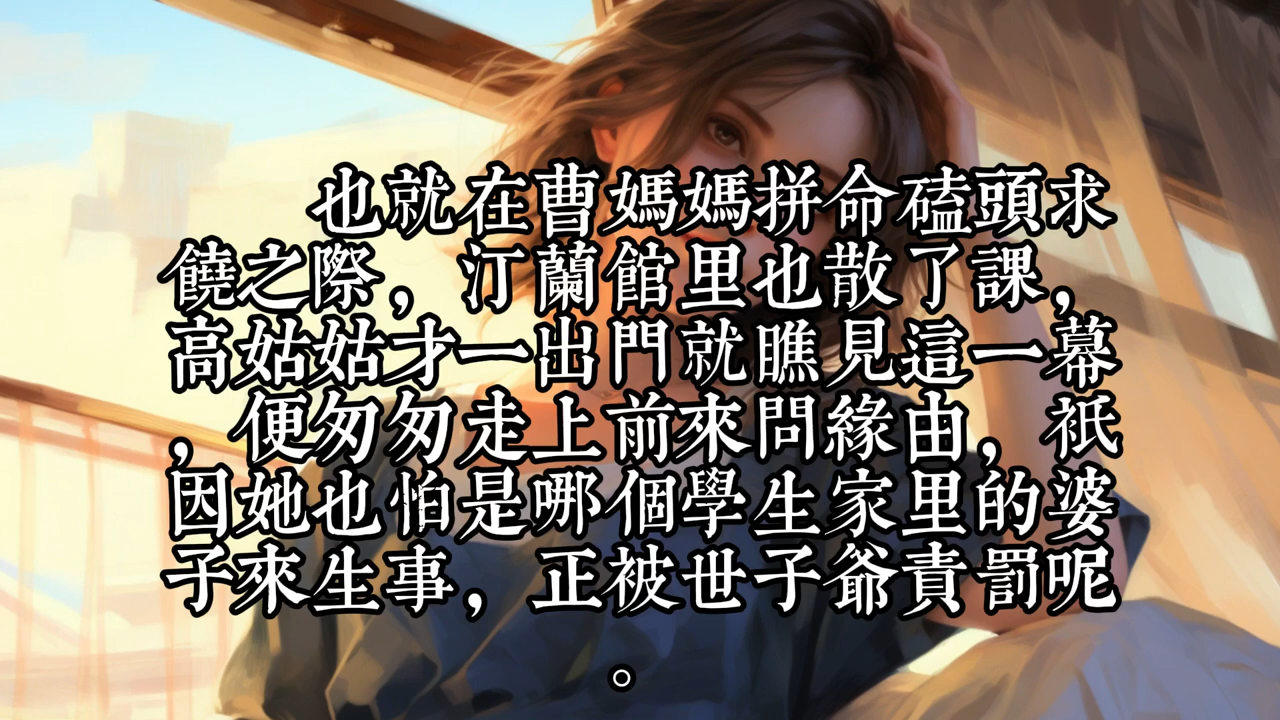 也就在曹媽媽拼命磕頭求
饒之際，汀蘭館里也散了課，
高姑姑才一出門就瞧見這一幕
，便匆匆走上前來問緣由，衹
因她也怕是哪個學生家里的婆
子來生事，正被世子爺責罰呢
。